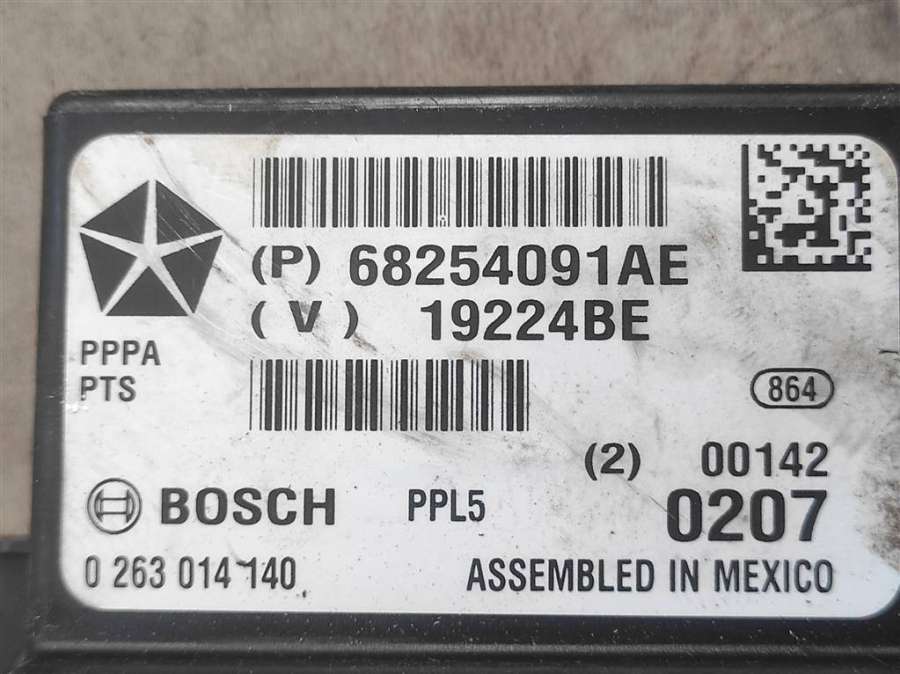 (P) 68254091AE
(V) 19224BE
PPPA
PTS
864
(2) 00142
BOSCH PPL5 0207
0 263 014 140 ASSEMBLED IN MEXICO